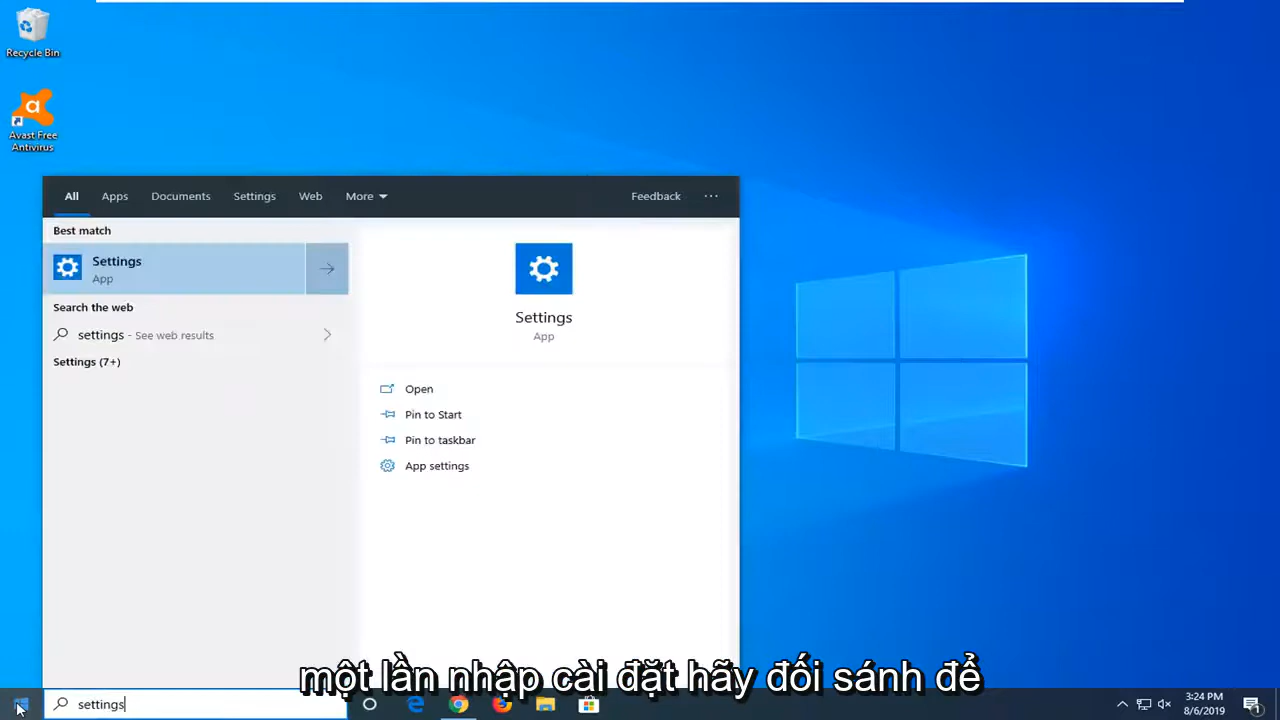 Recycle Bin
Avast Free
Antivirus
All Apps Documents Settings Web More Feedback ...
Best match
Settings
App
Search the web
settings - See web results
Settings (7+)
Settings
App
Open
Pin to Start
Pin to taskbar
App settings
một lần nhập cài đặt hãy đối sánh để
settings
3:24 PM
8/6/2019
1